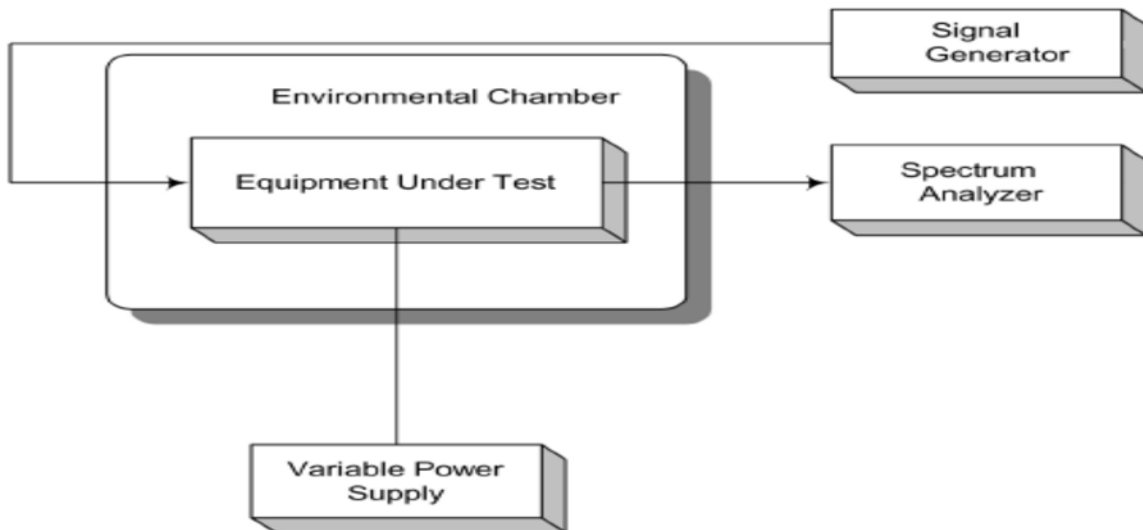 Signal
Generator
Environmental Chamber
Equipment Under Test
Spectrum
Analyzer
Variable Power
Supply